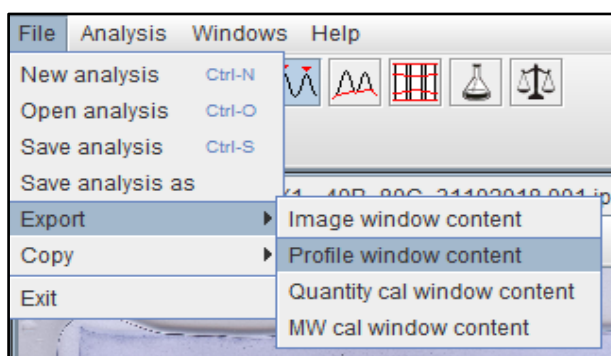 File Analysis Windows Help
New analysis Ctrl-N
Open analysis Ctrl-O
Save analysis Ctrl-S
Save analysis as
Export
Copy
Exit
Image window content
Profile window content
Quantity cal window content
MW cal window content